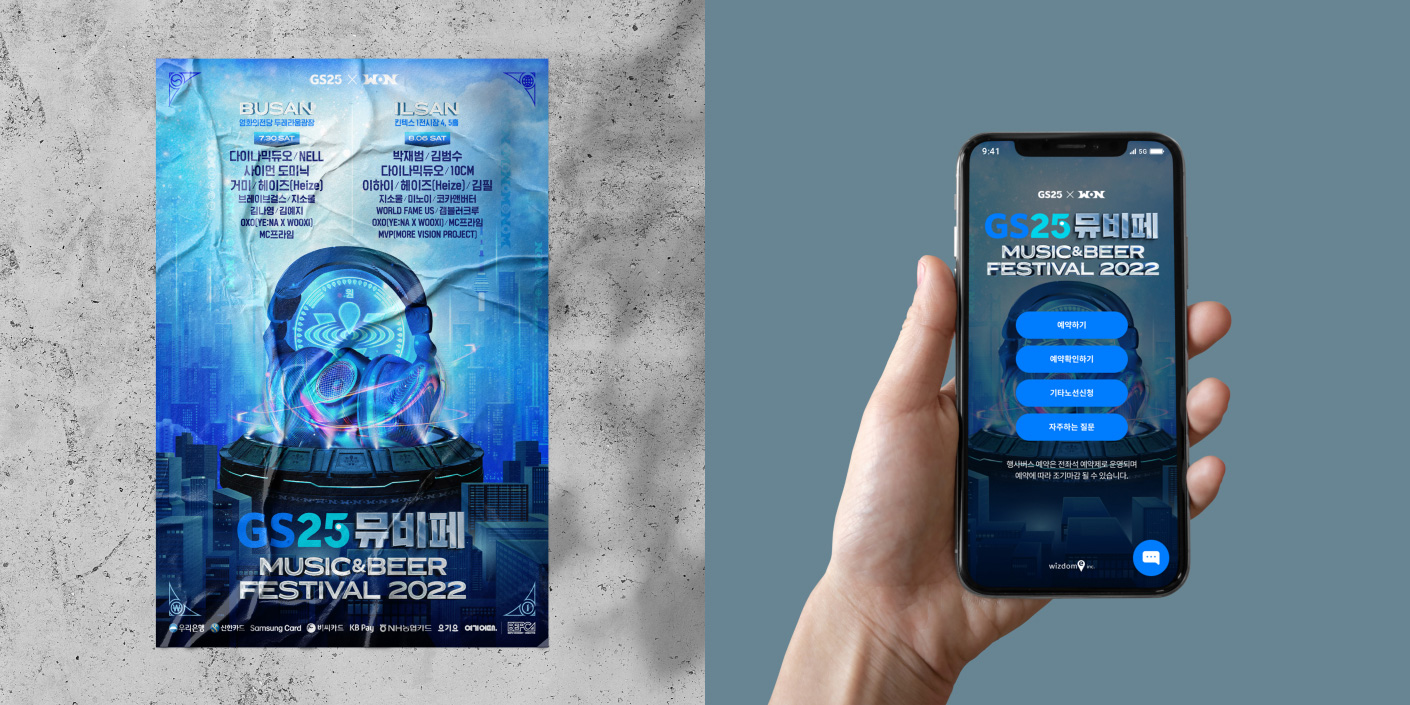 GS25 × W•N
BUSAN
영화의전당 두레라움광장
7.30 SAT
다이나믹듀오 / NELL
사이먼 도미닉
거미 / 헤이즈(Heize)
브레이브걸스 / 지소울
김나영 / 김예지
OXO(YE:NA X WOOXI)
MC프라임
ILSAN
킨텍스 1전시장 4, 5홀
8.06 SAT
박재범 / 김범수
다이나믹듀오 / 10CM
이하이 / 헤이즈(Heize) / 김필
지소울 / 미노이 / 코카앤버터
WORLD FAME US / 갬블러크루
OXO(YE:NA X WOOXI) / MC프라임
MVP(MORE VISION PROJECT)
원
GS25 뮤비페
MUSIC&BEER
FESTIVAL 2022
우리은행 신한카드 Samsung Card 비씨카드 KB Pay NH농협카드 요기요 여기어때.
9:41
5G
GS25 × W•N
GS25 뮤비페
MUSIC&BEER
FESTIVAL 2022
예약하기
예약확인하기
기타노선신청
자주하는 질문
행사버스 예약은 전좌석 예약제로 운영되며
예약에 따라 조기마감 될 수 있습니다.
wizdom inc.